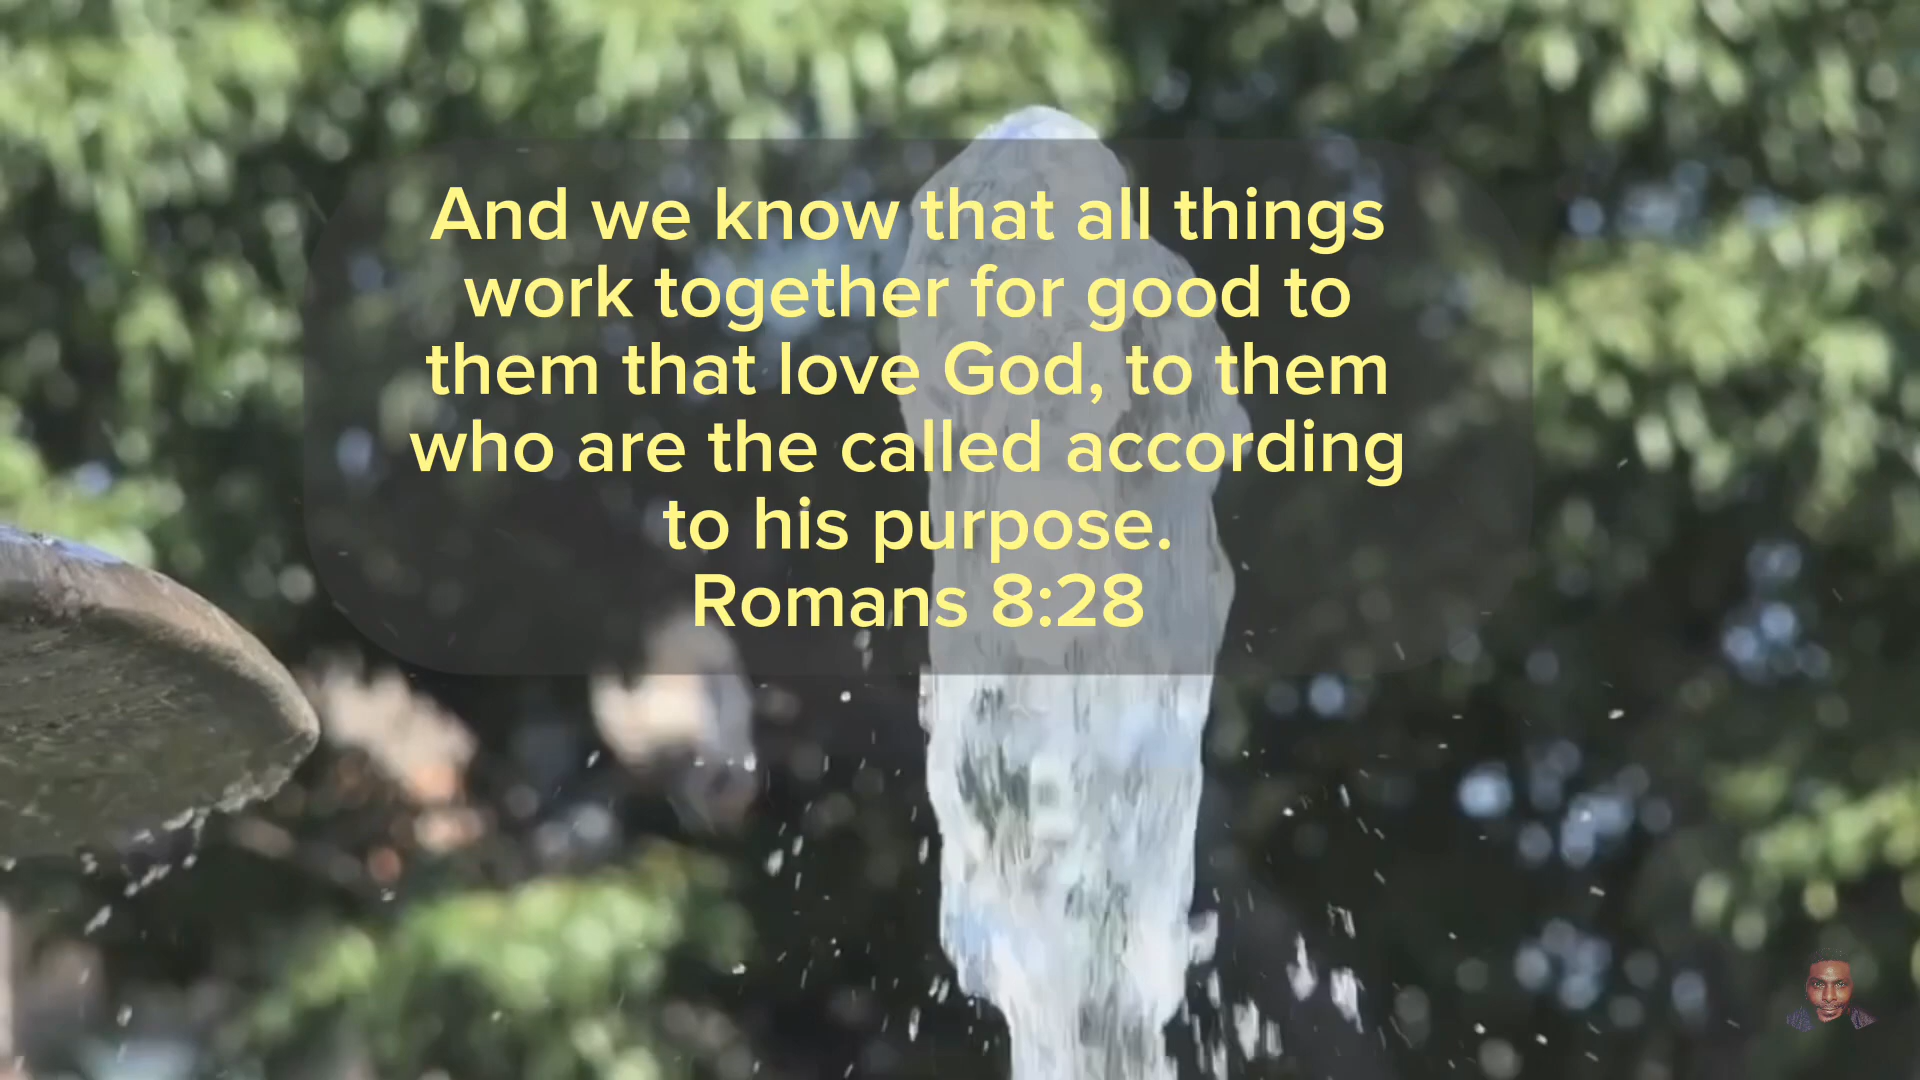 And we know that all things
work together for good to
them that love God, to them
who are the called according
to his purpose.
Romans 8:28